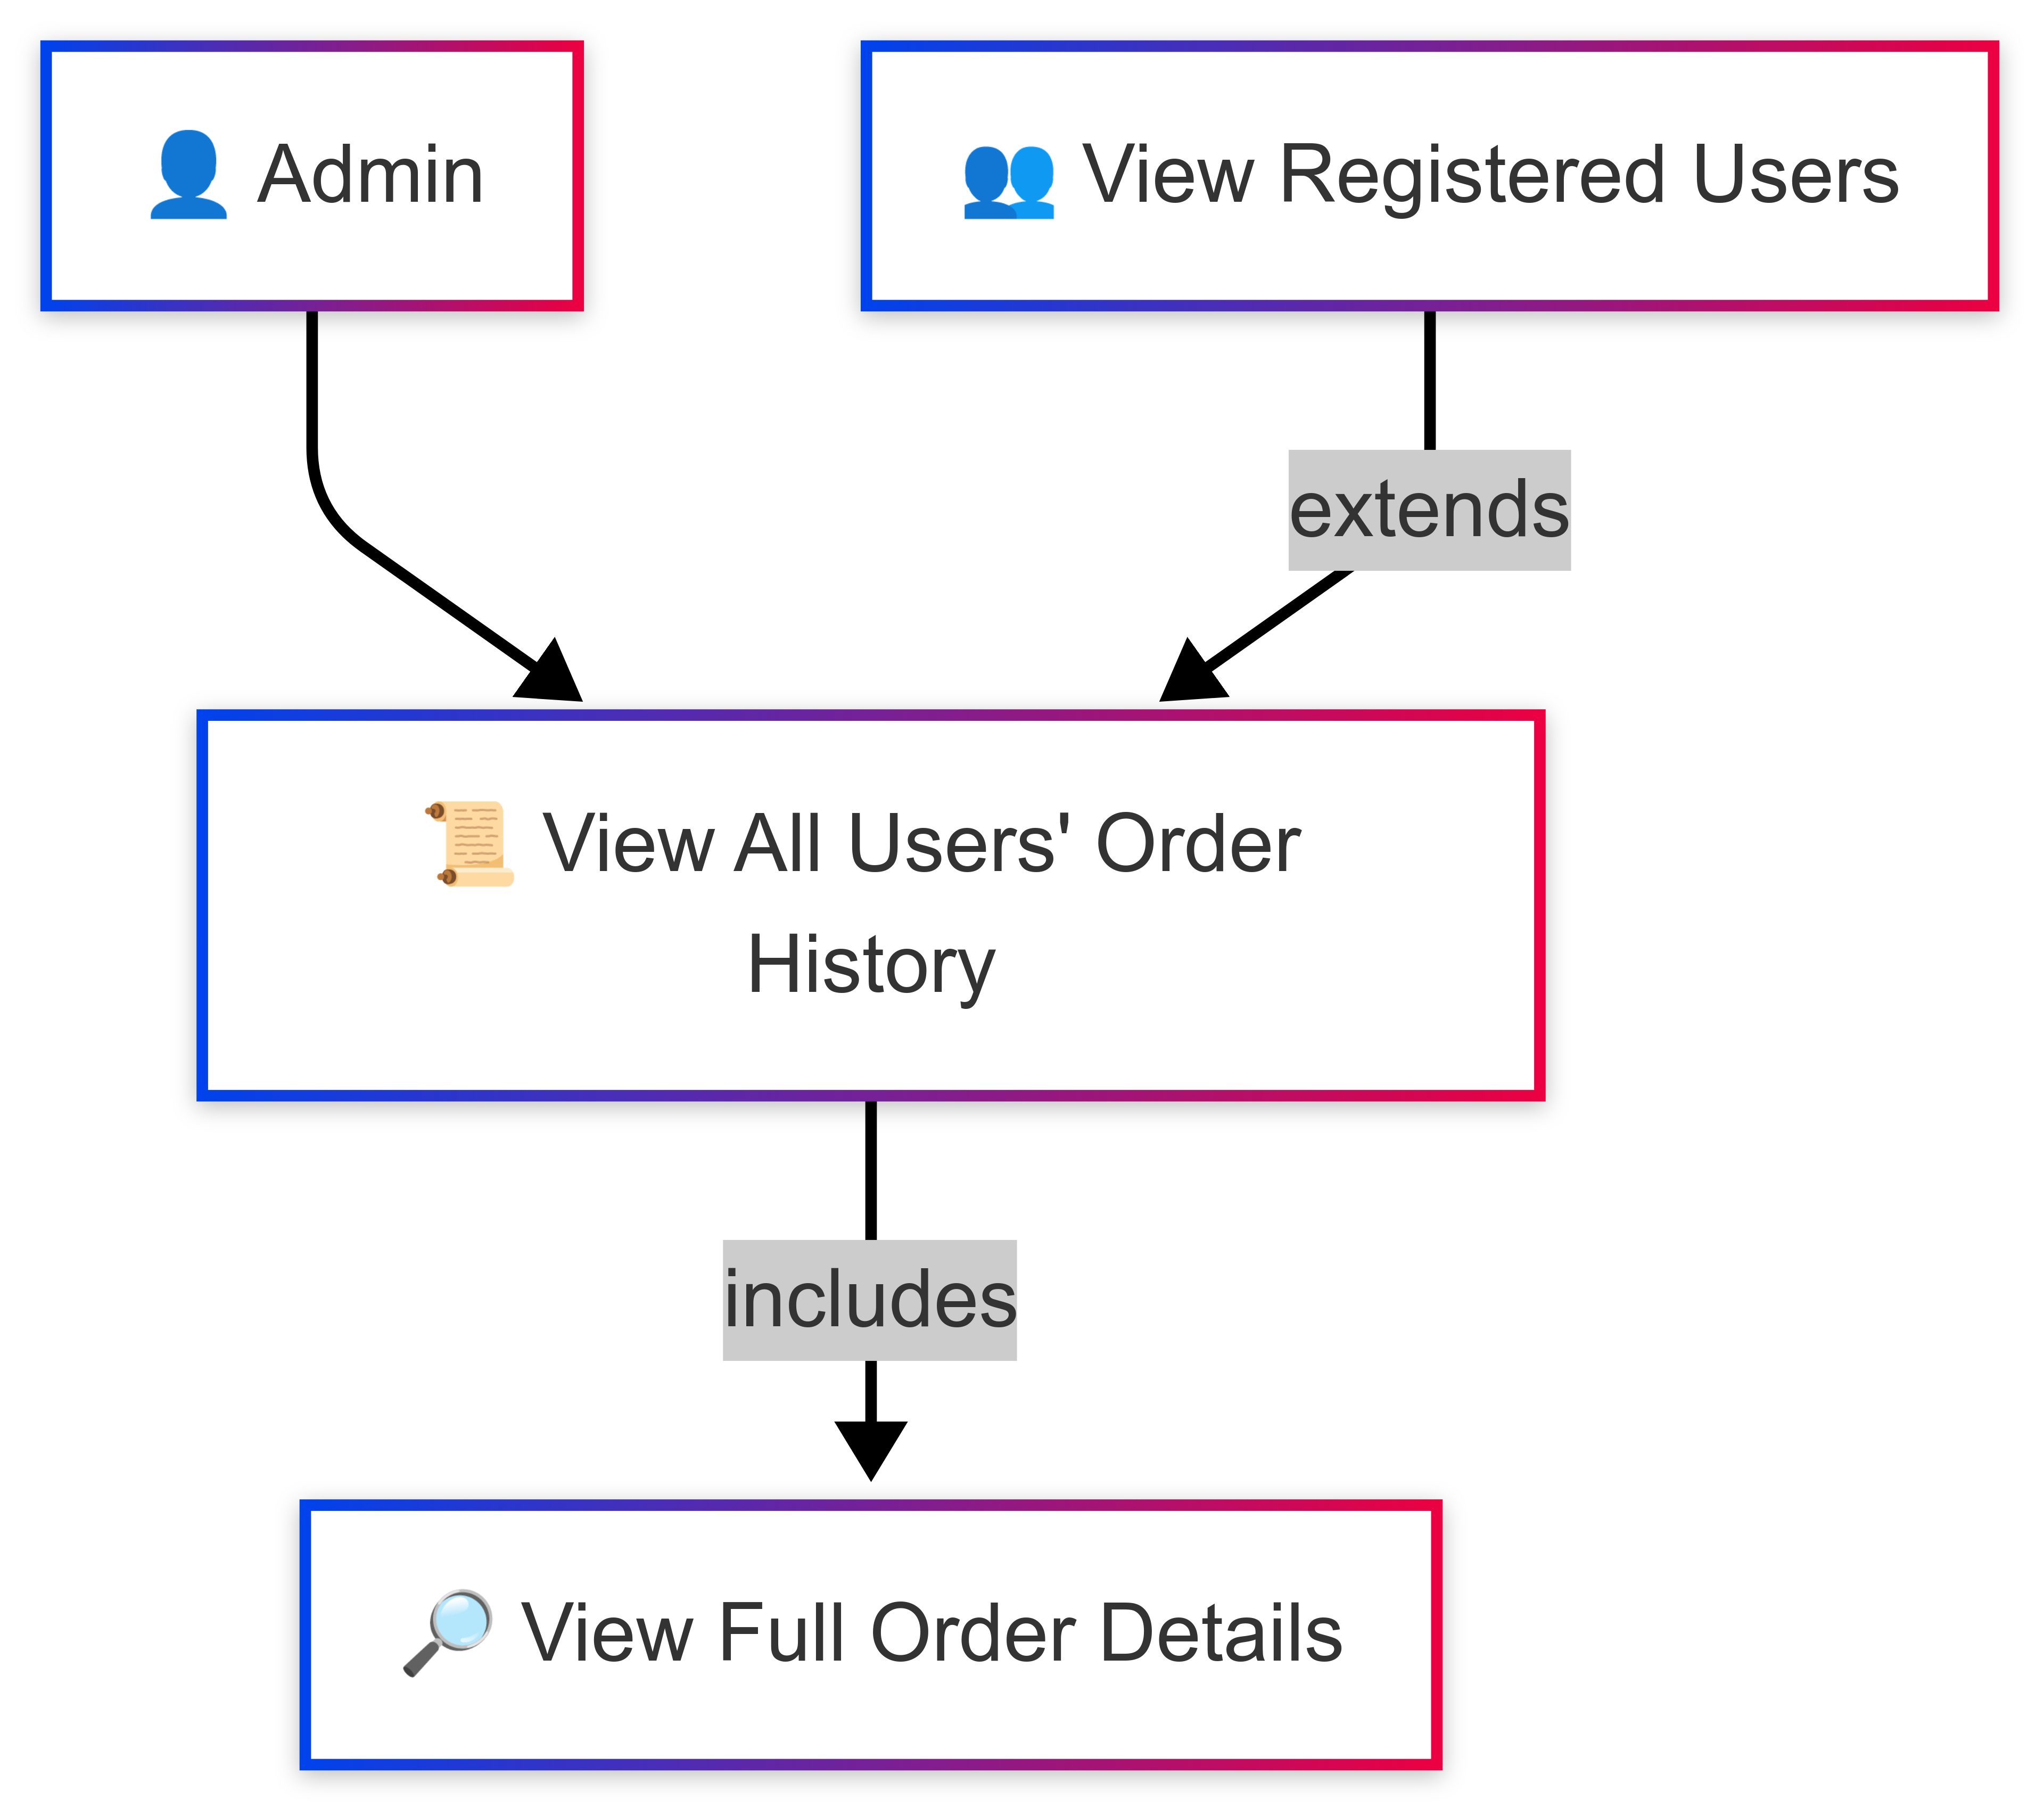 👤 Admin
👥 View Registered Users
extends
📜 View All Users' Order
History
includes
🔎 View Full Order Details